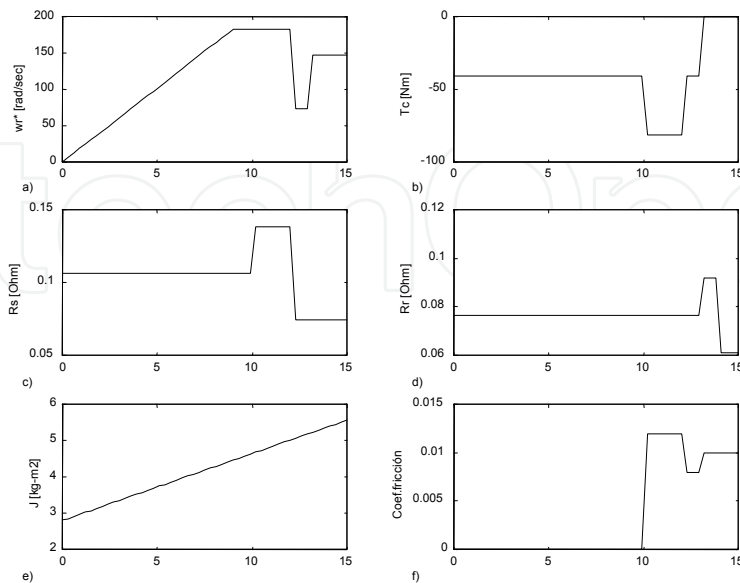 200
150
100
50
0
wr* [rad/sec]
0 5 10 15
a)
0
-50
-100
Tc [Nm]
0 5 10 15
b)
0.15
0.1
0.05
Rs [Ohm]
0 5 10 15
c)
0.12
0.1
0.08
0.06
Rr [Ohm]
0 5 10 15
d)
6
5
4
3
2
J [kg-m2]
0 5 10 15
e)
0.015
0.01
0.005
0
Coef.fricción
0 5 10 15
f)